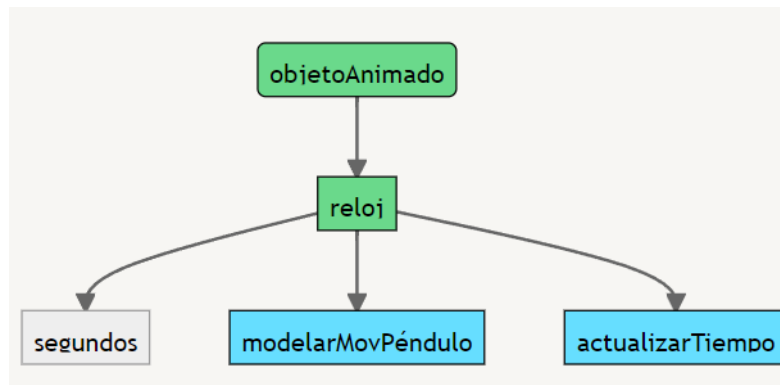 objetoAnimado
reloj
segundos
modelarMovPéndulo
actualizarTiempo